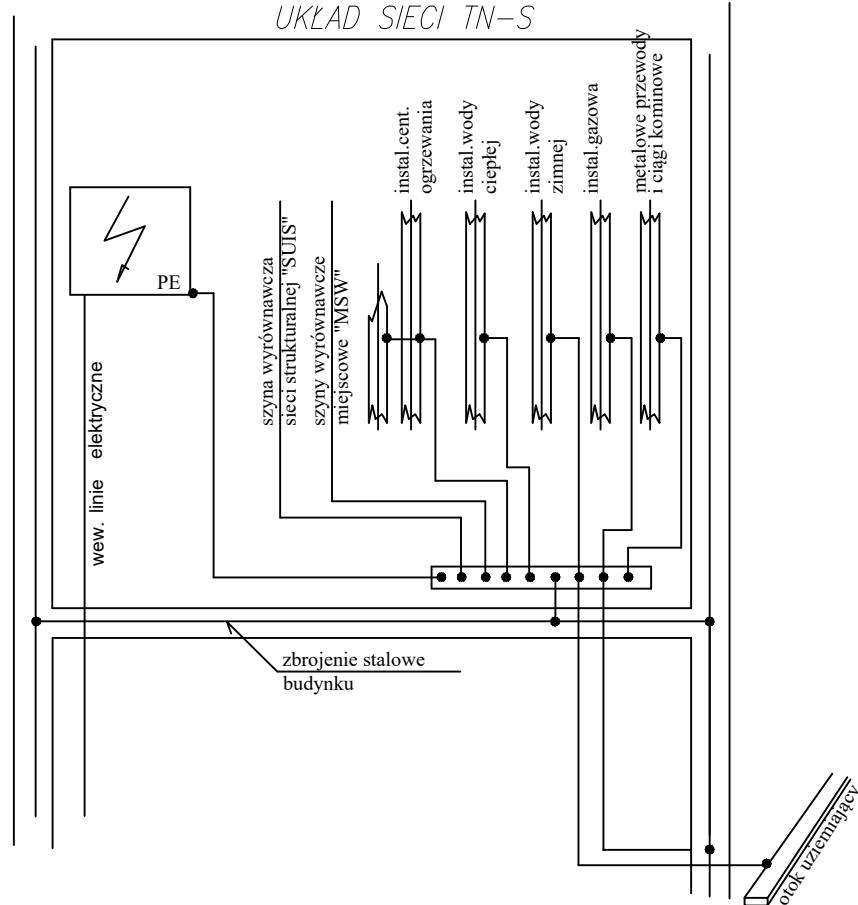 UKŁAD SIECI TN-S
PE
wew. linie elektryczne
szyna wyrównawcza
sieci strukturalnej "SUIS"
szyny wyrównawcze
miejscowe "MSW"
instal.cent.
ogrzewania
instal.wody
ciepłej
instal.wody
zimnej
instal.gazowa
metalowe przewody
i ciągi kominowe
zbrojenie stalowe
budynku
otok uziemiający